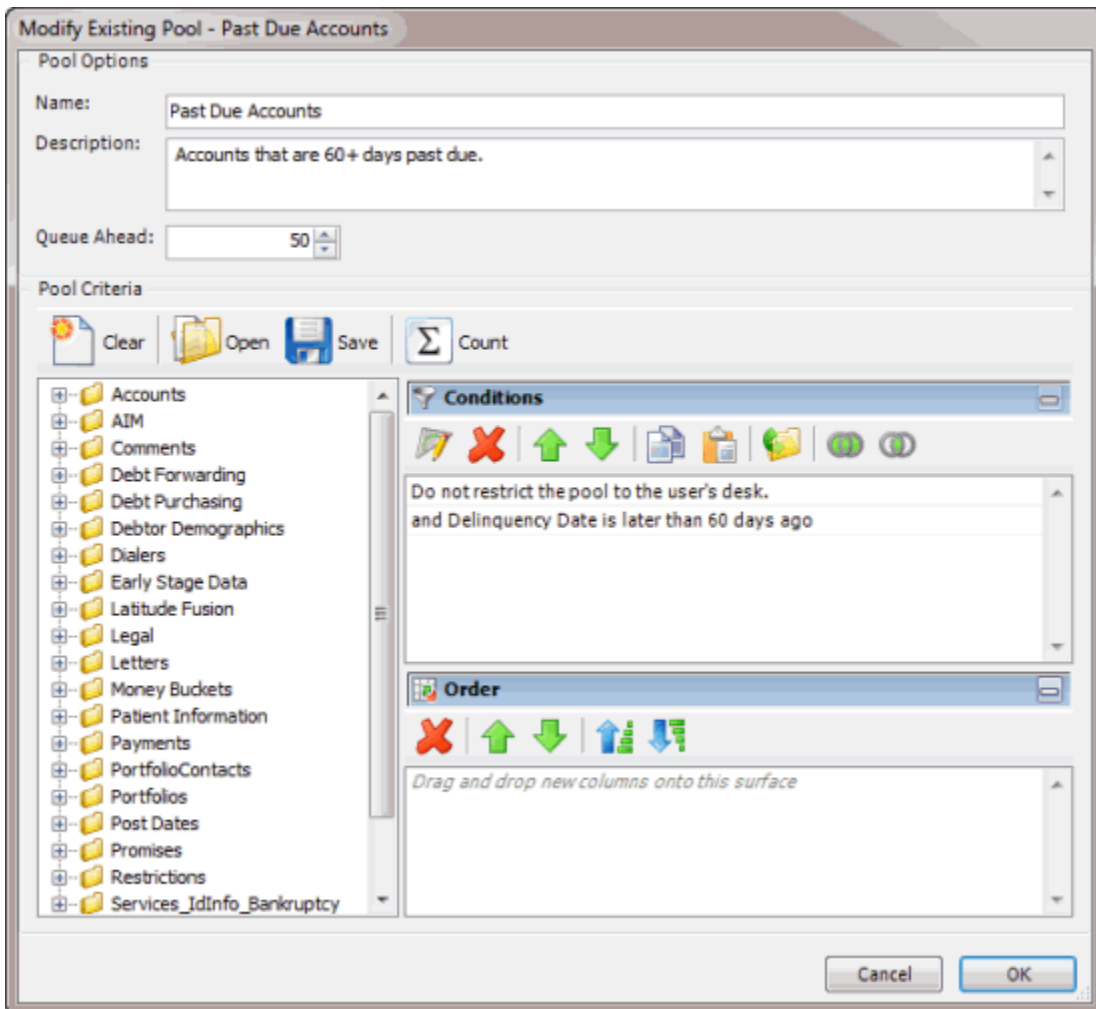 Modify Existing Pool - Past Due Accounts
Pool Options
Name:
Past Due Accounts
Description:
Accounts that are 60+ days past due.
Queue Ahead:
50
Pool Criteria
Clear
Open
Save
Σ Count
Accounts
AIM
Comments
Debt Forwarding
Debt Purchasing
Debtor Demographics
Dialers
Early Stage Data
Latitude Fusion
Legal
Letters
Money Buckets
Patient Information
Payments
PortfolioContacts
Portfolios
Post Dates
Promises
Restrictions
Services_IdInfo_Bankruptcy
Conditions
Do not restrict the pool to the user's desk.
and Delinquency Date is later than 60 days ago
Order
Drag and drop new columns onto this surface
Cancel
OK